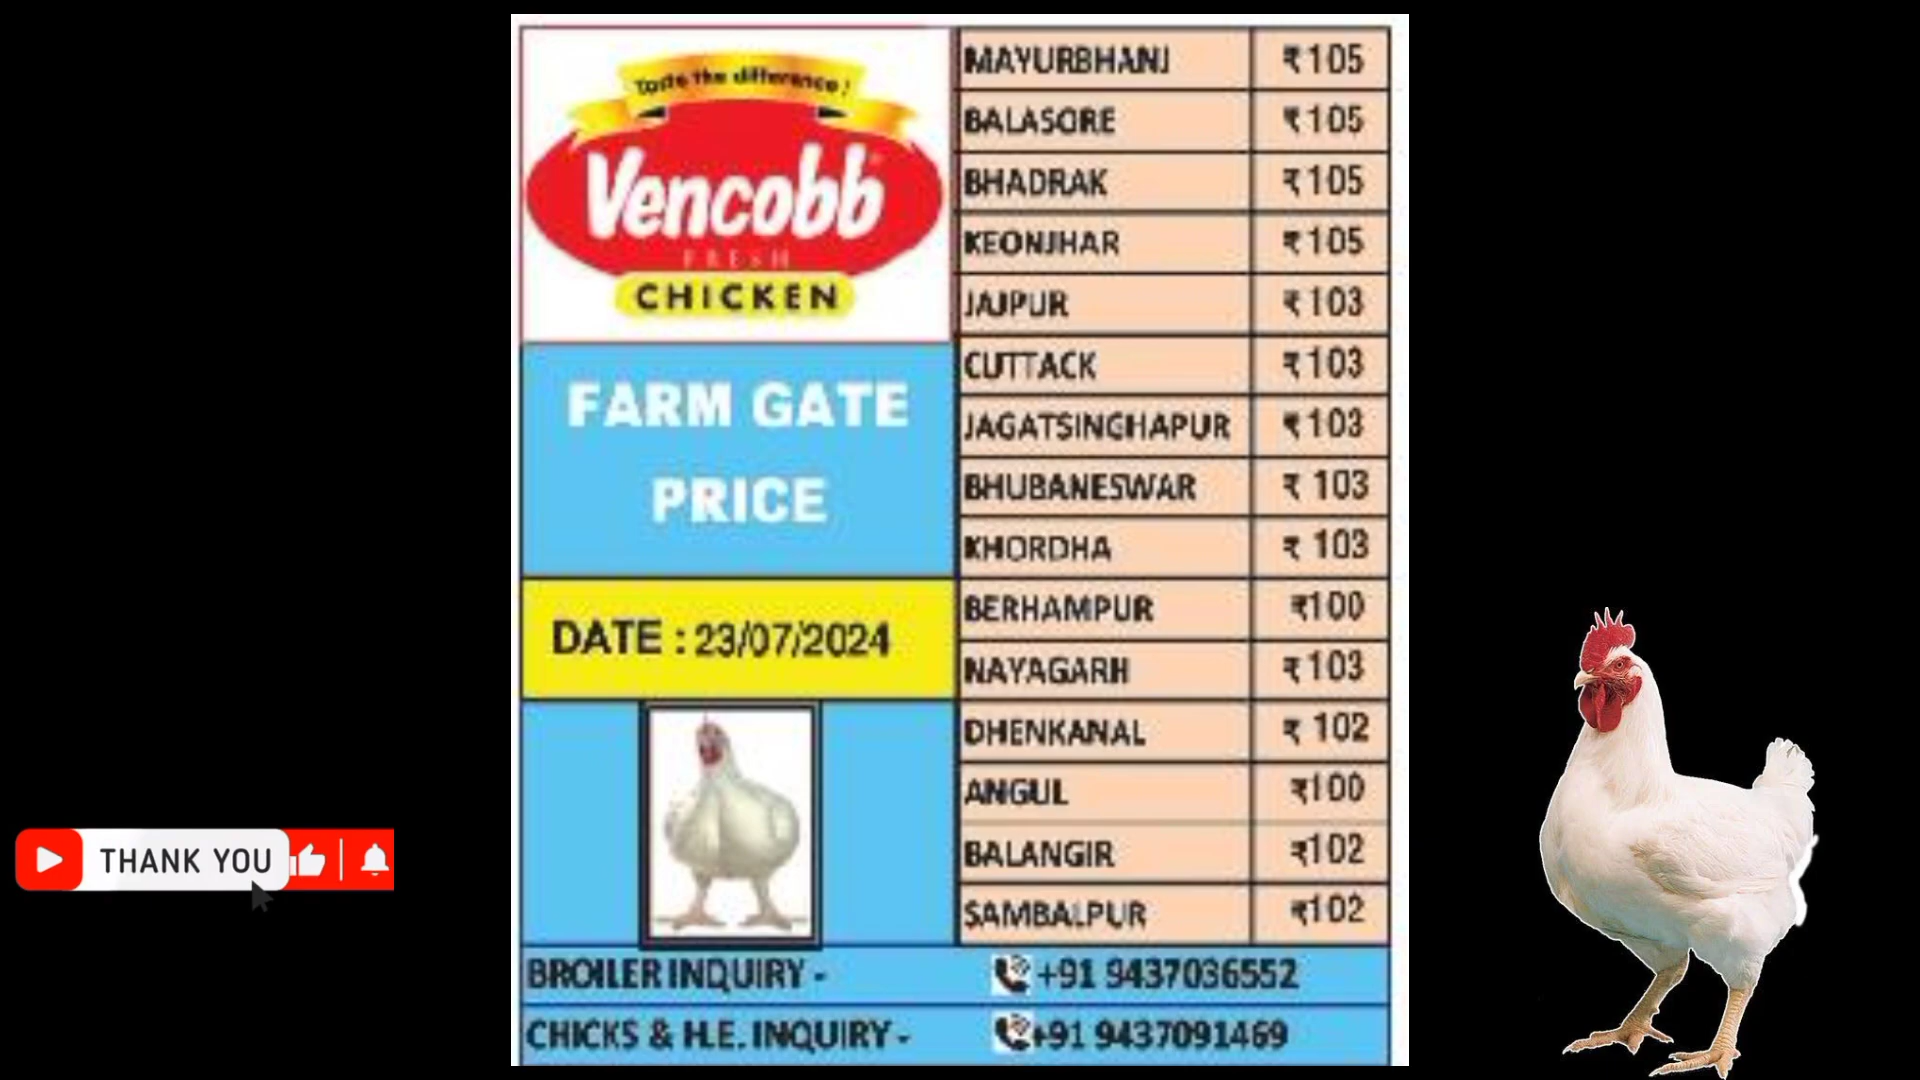 Taste the difference!
Vencobb
FRESH
CHICKEN
FARM GATE
PRICE
DATE : 23/07/2024
MAYURBHANJ ₹ 105
BALASORE ₹ 105
BHADRAK ₹ 105
KEONJHAR ₹ 105
JAJPUR ₹ 103
CUTTACK ₹ 103
JAGATSINGHAPUR ₹ 103
BHUBANESWAR ₹ 103
KHORDHA ₹ 103
BERHAMPUR ₹100
NAYAGARH ₹ 103
DHENKANAL ₹ 102
ANGUL ₹100
BALANGIR ₹102
SAMBALPUR ₹102
BROILER INQUIRY - +91 9437036552
CHICKS & H.E. INQUIRY - +91 9437091469
THANK YOU